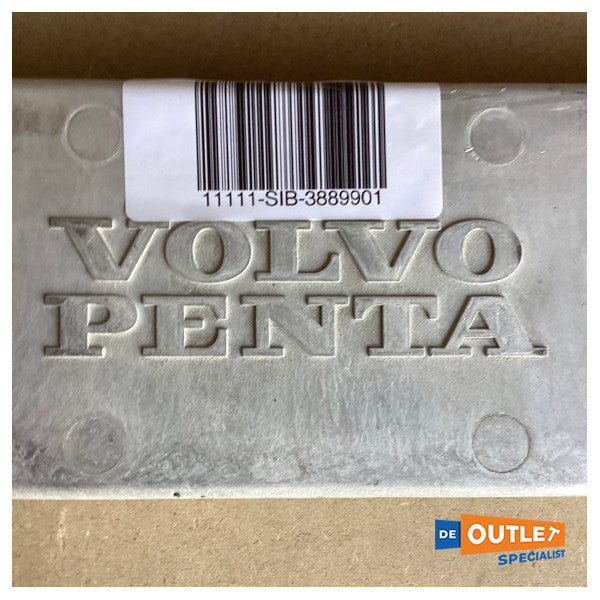 11111-SIB-3889901
VOLVO
PENTA
DE OUTLET
SPECIALIST